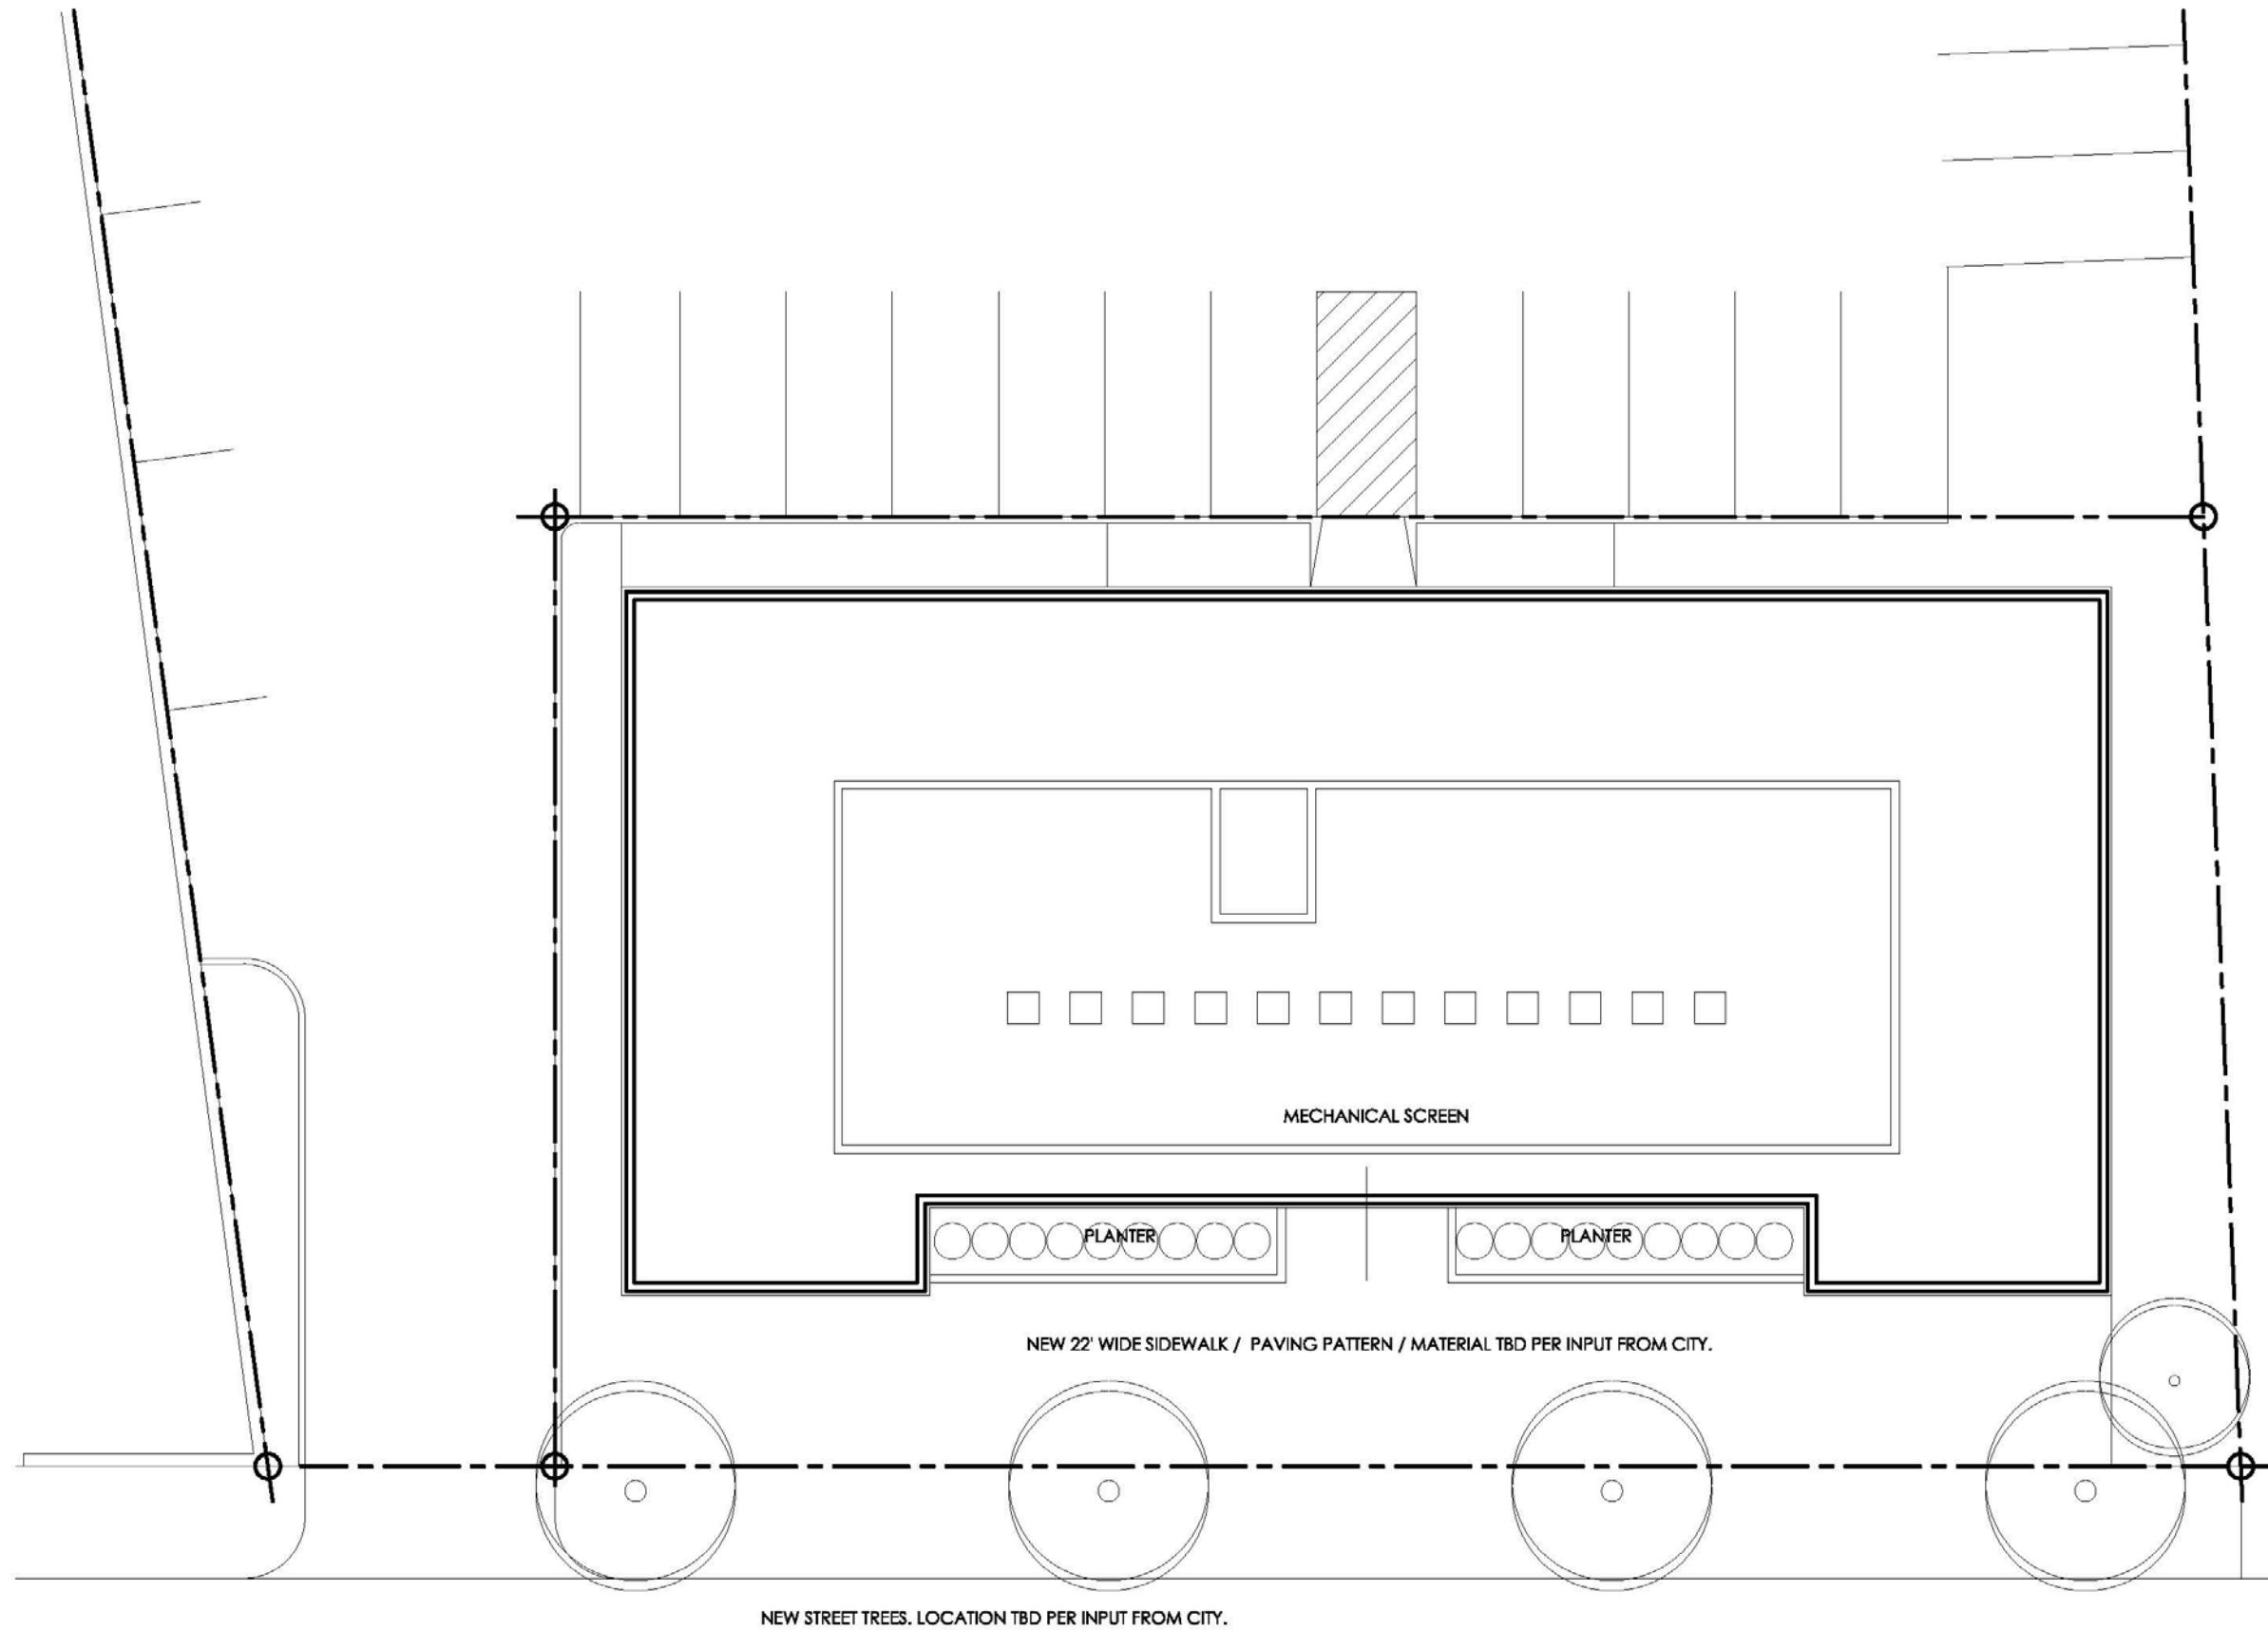 MECHANICAL SCREEN
PLANTER
PLANTER
NEW 22' WIDE SIDEWALK / PAVING PATTERN / MATERIAL TBD PER INPUT FROM CITY.
NEW STREET TREES. LOCATION TBD PER INPUT FROM CITY.